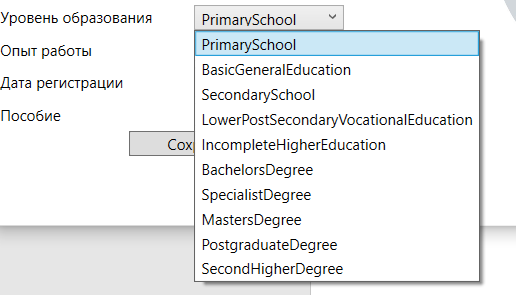 Уровень образования
PrimarySchool
PrimarySchool
Опыт работы
BasicGeneralEducation
Дата регистрации
SecondarySchool
Пособие
LowerPostSecondaryVocationalEducation
Сох
IncompleteHigherEducation
BachelorsDegree
SpecialistDegree
MastersDegree
PostgraduateDegree
SecondHigherDegree